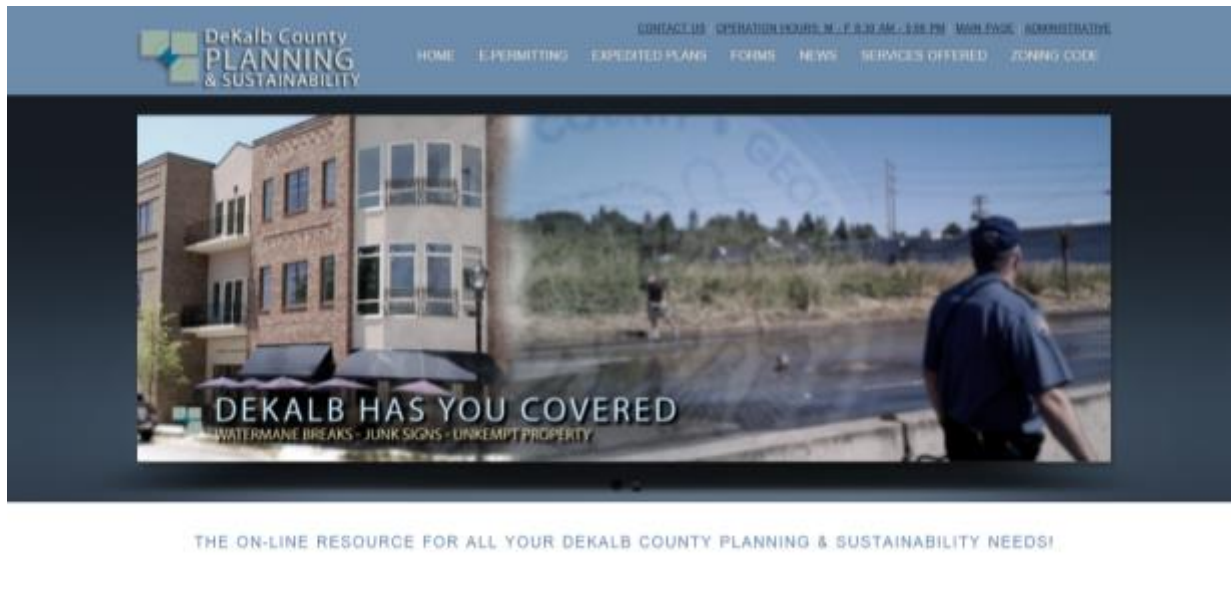 DeKalb County
PLANNING
& SUSTAINABILITY
CONTACT US OPERATION HOURS: M - F 8:30 AM - PM MAIN PAGE ADMINISTRATIVE
HOME E-PERMITTING EXPEDITED PLANS FORMS NEWS SERVICES OFFERED ZONING CODE
COUNTY GEO
DEKALB HAS YOU COVERED
WATERMANE BREAKS - JUNK SIGNS - UNKEMPT PROPERTY
THE ON-LINE RESOURCE FOR ALL YOUR DEKALB COUNTY PLANNING & SUSTAINABILITY NEEDS!